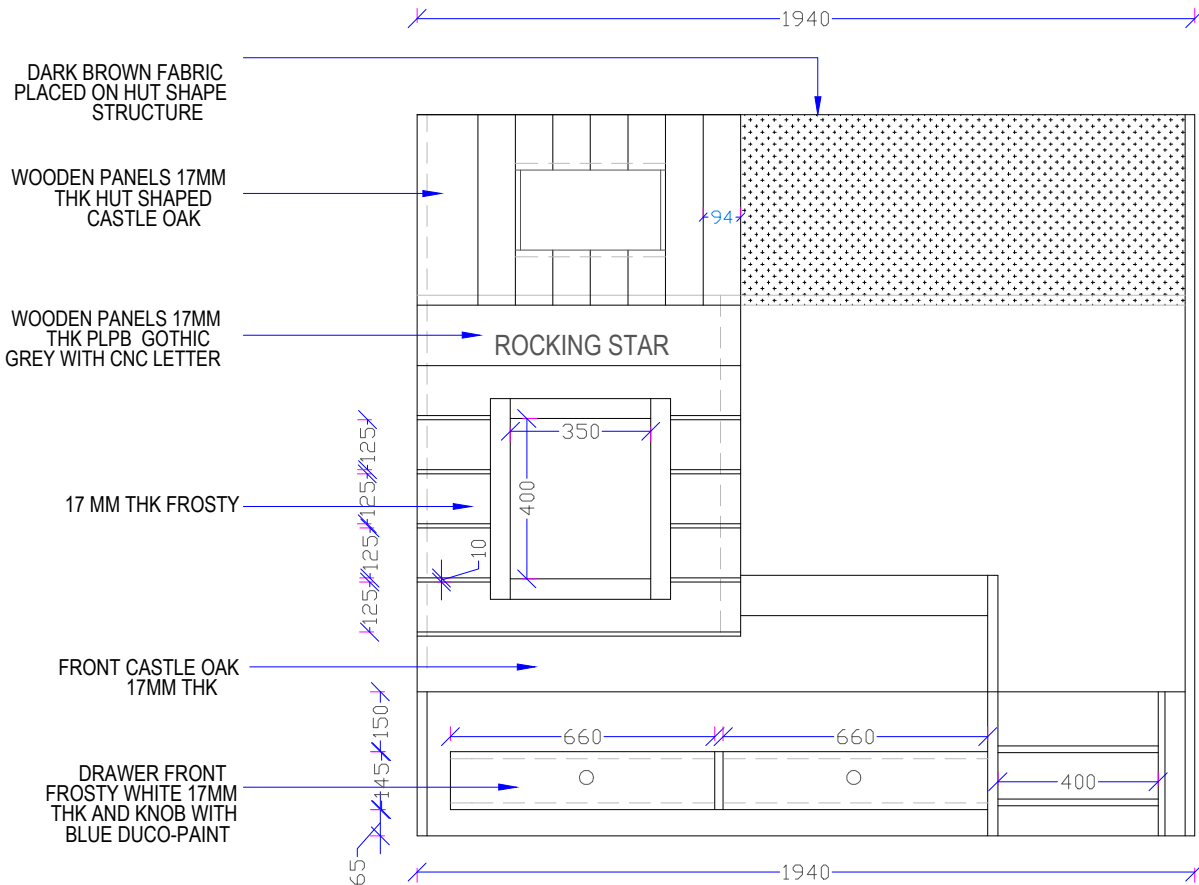 1940
DARK BROWN FABRIC
PLACED ON HUT SHAPE
STRUCTURE
WOODEN PANELS 17MM
THK HUT SHAPED
CASTLE OAK
94
WOODEN PANELS 17MM
THK PLPB GOTHIC
GREY WITH CNC LETTER
ROCKING STAR
125
350
125
400
17 MM THK FROSTY
125
10
125
FRONT CASTLE OAK
17MM THK
150
660
660
145
400
DRAWER FRONT
FROSTY WHITE 17MM
THK AND KNOB WITH
BLUE DUCO-PAINT
65
1940